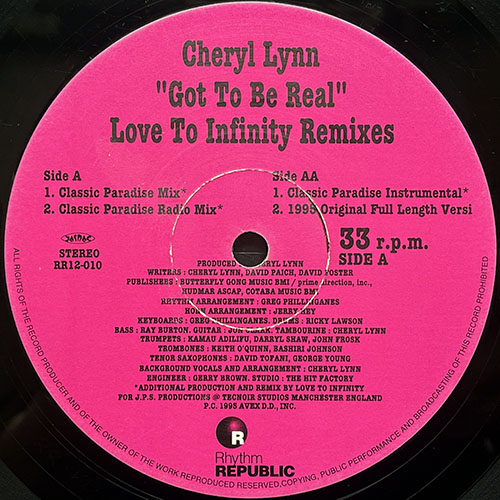 Cheryl Lynn
"Got To Be Real"
Love To Infinity Remixes
Side A
1. Classic Paradise Mix*
2. Classic Paradise Radio Mix*
Side AA
1. Classic Paradise Instrumental*
2. 1995 Original Full Length Versi
JASRAC
STEREO
RR12-010
33 r.p.m.
SIDE A
PRODUCED BY CHERYL LYNN
WRITERS : CHERYL LYNN, DAVID PAICH, DAVID FOSTER
PUBLISHERS : BUTTERFLY GONG MUSIC BMI / prime direction, inc.,
HUDMAR ASCAP, COTABA MUSIC BMI
RHYTHM ARRANGEMENT : GREG PHILLINGANES
HORN ARRANGEMENT : JERRY HEY
KEYBOARDS : GREG PHILLINGANES. DRUMS : RICKY LAWSON
BASS : RAY BURTON. GUITAR : JON CLARK. TAMBOURINE : CHERYL LYNN
TRUMPETS : KAMAU ADILIFU, DARRYL SHAW, JOHN FROSK
TROMBONES : KEITH O'QUINN, BASHIRI JOHNSON
TENOR SAXOPHONES : DAVID TOFANI, GEORGE YOUNG
BACKGROUND VOCALS AND ARRANGEMENT : CHERYL LYNN
ENGINEER : GERRY BROWN. STUDIO : THE HIT FACTORY
*ADDITIONAL PRODUCTION AND REMIX BY LOVE TO INFINITY
FOR J.P.S. PRODUCTIONS @ TECNOIR STUDIOS MANCHESTER ENGLAND
P.C. 1995 AVEX D.D., INC.
R
Rhythm
REPUBLIC
ALL RIGHTS OF THE RECORD PRODUCER AND OF THE OWNER OF THE WORK REPRODUCED RESERVED,COPYING, PUBLIC PERFORMANCE AND BROADCASTING OF THIS RECORD PROHIBITED